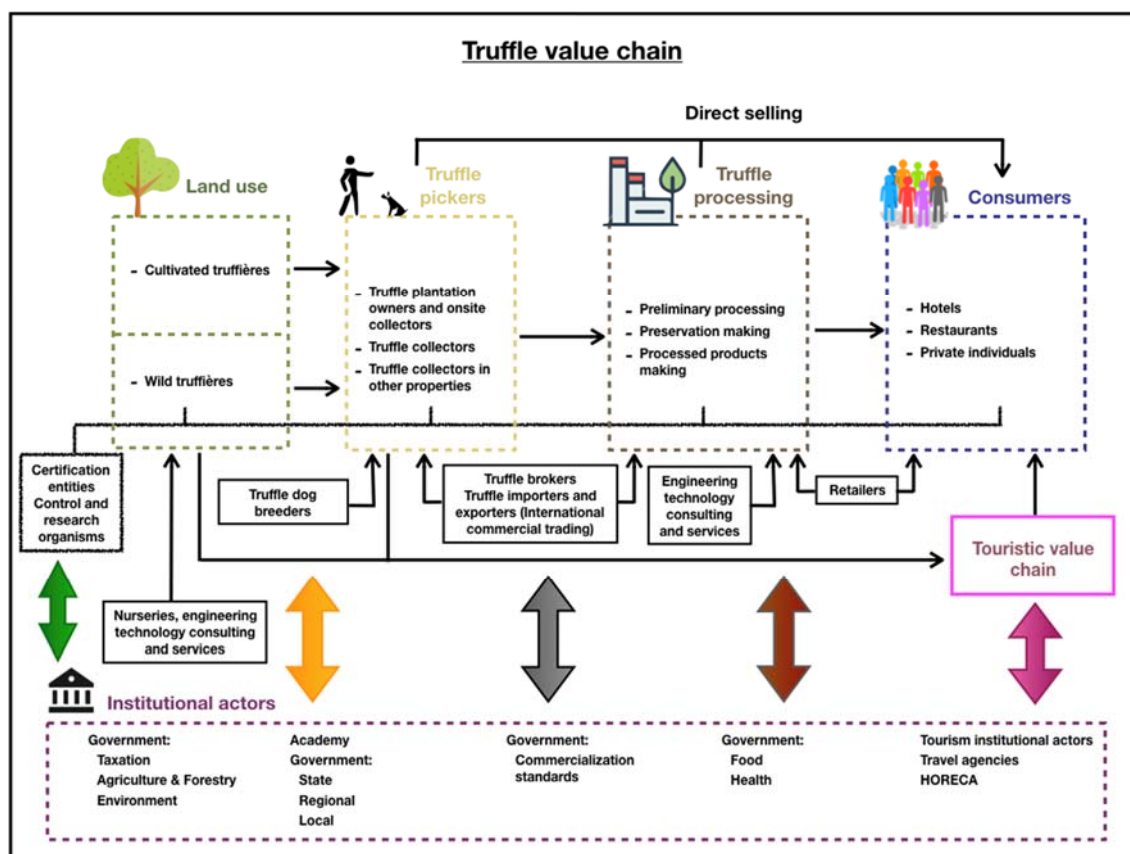 Truffle value chain
Direct selling
Land use
Truffle
pickers
Truffle
processing
Consumers
- Cultivated truffières
- Wild truffières
- Truffle plantation
owners and onsite
collectors
- Truffle collectors
- Truffle collectors in
other properties
- Preliminary processing
- Preservation making
- Processed products
making
- Hotels
- Restaurants
- Private individuals
Certification
entities
Control and
research
organisms
Truffle dog
breeders
Truffle brokers
Truffle importers and
exporters (International
commercial trading)
Engineering
technology
consulting
and services
Retailers
Touristic value
chain
Nurseries, engineering
technology consulting
and services
Institutional actors
Government:
Taxation
Agriculture & Forestry
Environment
Academy
Government:
State
Regional
Local
Government:
Commercialization
standards
Government:
Food
Health
Tourism institutional actors
Travel agencies
HORECA